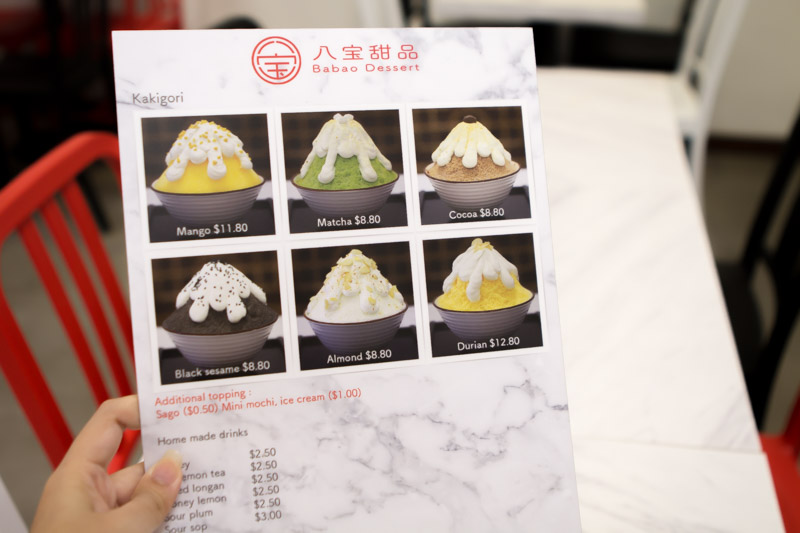 宝
八宝甜品
Babao Dessert
Kakigori
Mango $11.80
Matcha $8.80
Cocoa $8.80
Black sesame $8.80
Almond $8.80
Durian $12.80
Additional topping :
Sago ($0.50) Mini mochi, ice cream ($1.00)
Home made drinks
$2.50
emon tea $2.50
ed longan $2.50
oney lemon $2.50
our plum $2.50
our sop $3.00